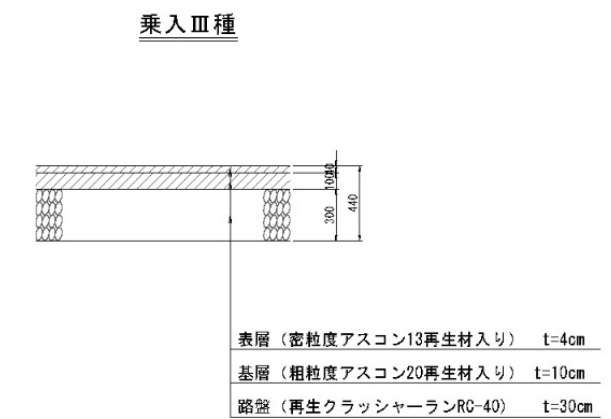 乗入Ⅲ種
40
100
300
440
表層（密粒度アスコン13再生材入り） t=4cm
基層（粗粒度アスコン20再生材入り） t=10cm
路盤（再生クラッシャーランRC-40） t=30cm